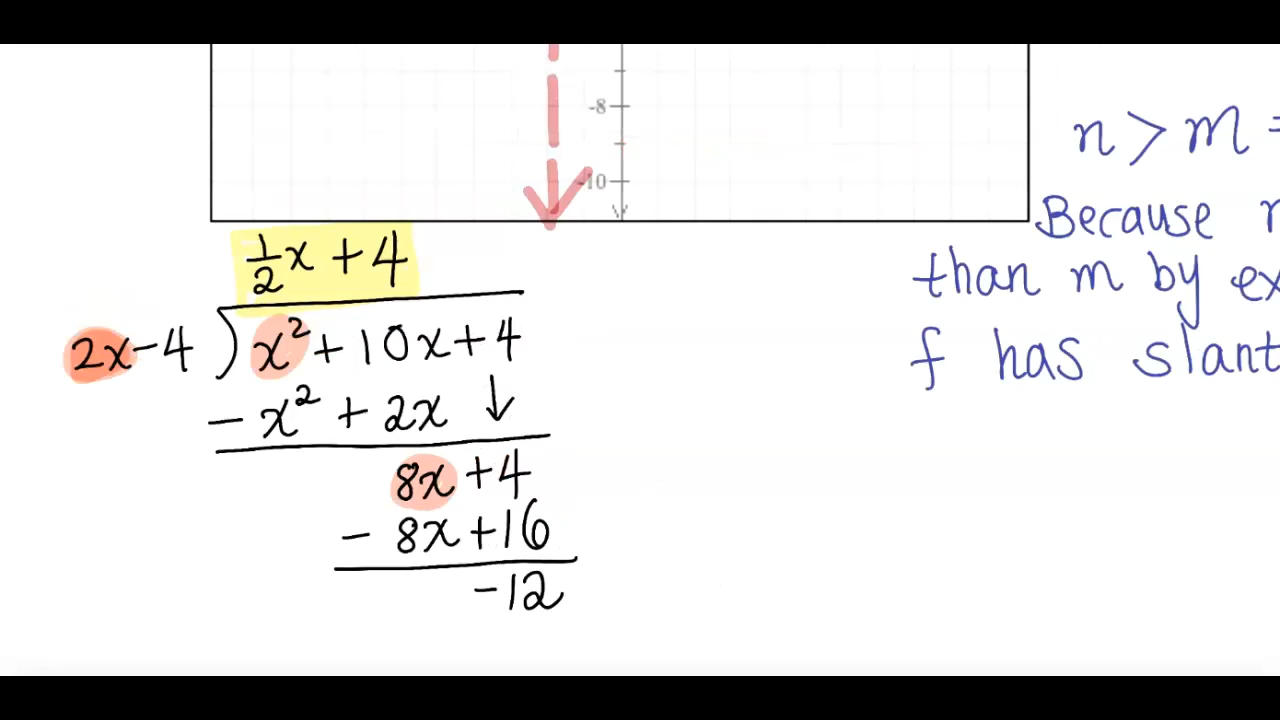 -8
-10
1/2 x + 4
2x-4 ) x² + 10x + 4
- x² + 2x ↓
8x + 4
- 8x + 16
-12
n > m =
Because
than m by
f has slant